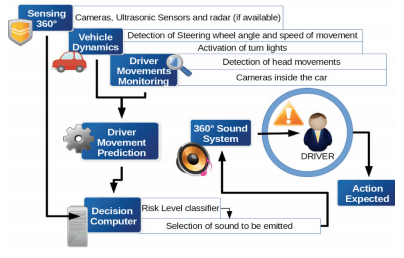 Sensing
360°
Cameras, Ultrasonic Sensors and radar (if available)
Vehicle
Dynamics
Detection of Steering wheel angle and speed of movement
Activation of turn lights
Driver
Movements
Monitoring
Detection of head movements
Cameras inside the car
Driver
Movement
Prediction
360° Sound
System
DRIVER
Action
Expected
Decision
Computer
Risk Level classifier
Selection of sound to be emitted